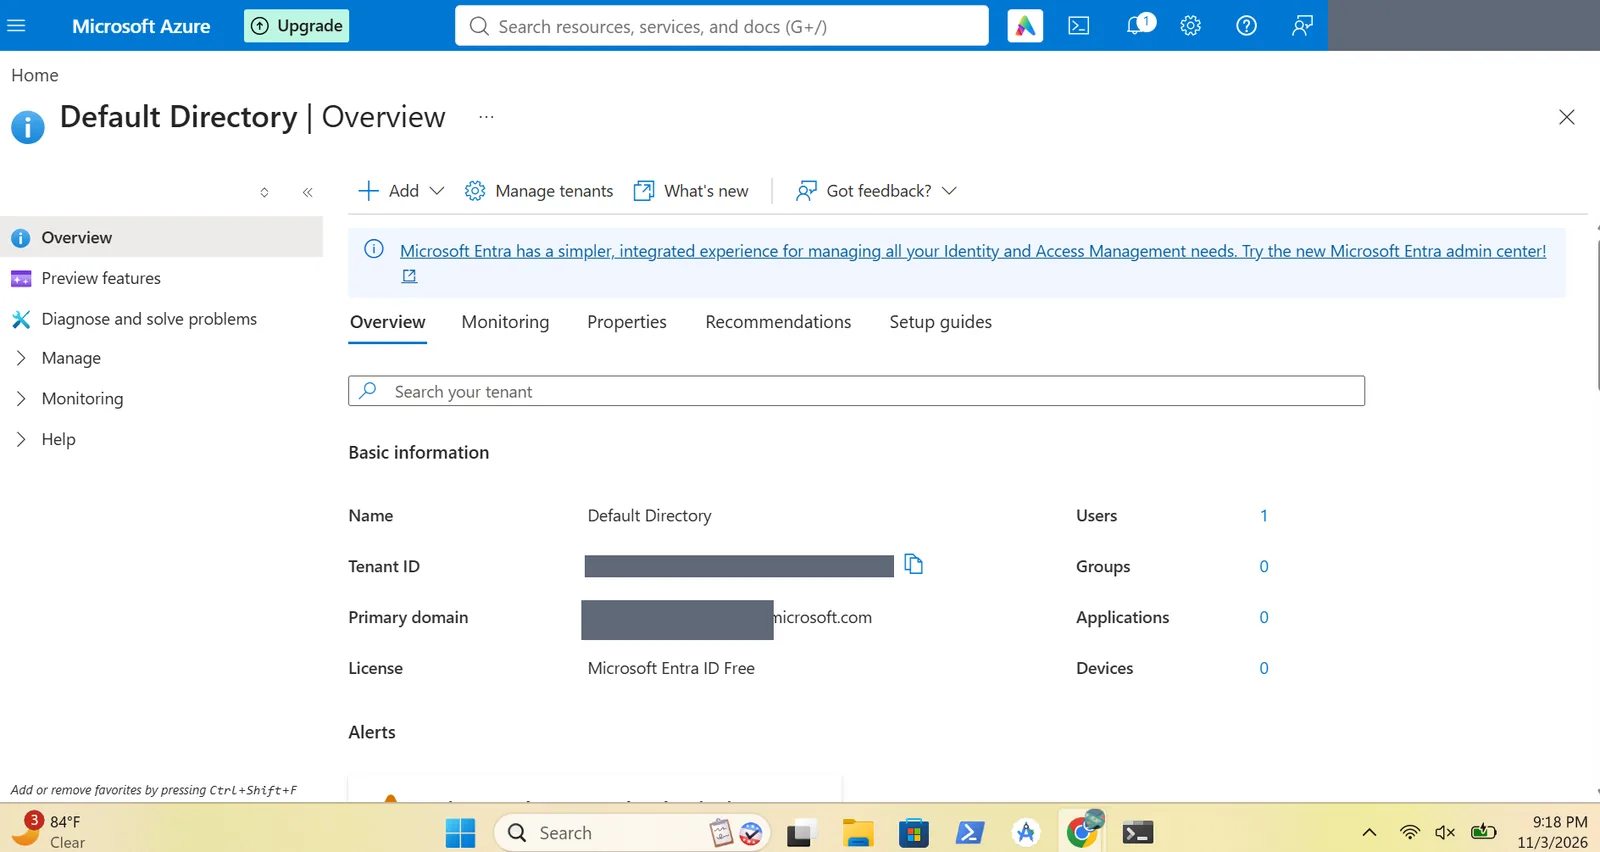 Microsoft Azure
Upgrade
Search resources, services, and docs (G+/)
1
Home
Default Directory | Overview
...
Add
Manage tenants
What's new
Got feedback?
Overview
Preview features
Diagnose and solve problems
Manage
Monitoring
Help
Microsoft Entra has a simpler, integrated experience for managing all your Identity and Access Management needs. Try the new Microsoft Entra admin center!
Overview
Monitoring
Properties
Recommendations
Setup guides
Search your tenant
Basic information
Name
Default Directory
Users
1
Tenant ID
Groups
0
Primary domain
microsoft.com
Applications
0
License
Microsoft Entra ID Free
Devices
0
Alerts
Add or remove favorites by pressing Ctrl+Shift+F
3
84°F
Clear
Search
9:18 PM
11/3/2026